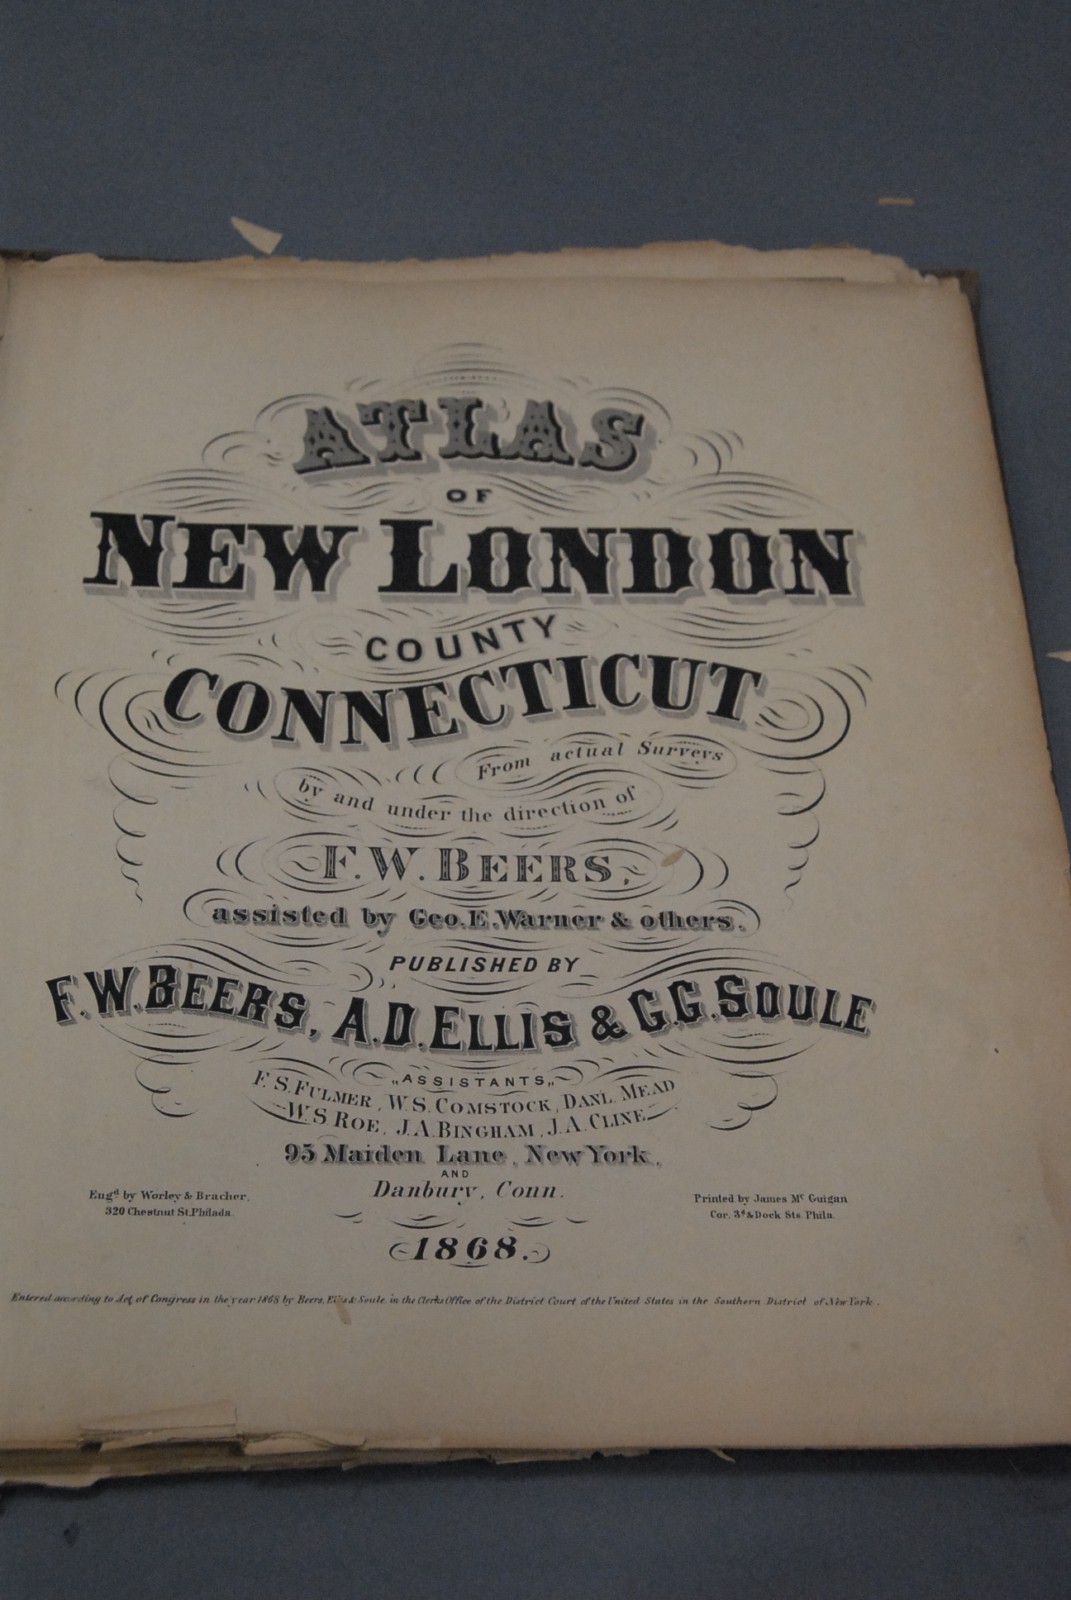 ATLAS
OF
NEW LONDON
COUNTY
CONNECTICUT
From actual Surveys
by and under the direction of
F. W. BEERS,
assisted by Geo. E. Warner & others.
PUBLISHED BY
F. W. BEERS, A. D. ELLIS & G. G. SOULE
„ASSISTANTS„
F. S. FULMER, W. S. COMSTOCK, DANL. MEAD
W. S. ROE, J. A. BINGHAM, J. A. CLINE
95 Maiden Lane, New York,
AND
Danbury, Conn.
Engd. by Worley & Bracher,
320 Chestnut St. Philada.
Printed by James Mc Guigan
Cor. 3d & Dock Sts. Phila.
1868.
Entered according to Act of Congress in the year 1868 by Beers, Ellis & Soule in the Clerks Office of the District Court of the United States in the Southern District of New York.